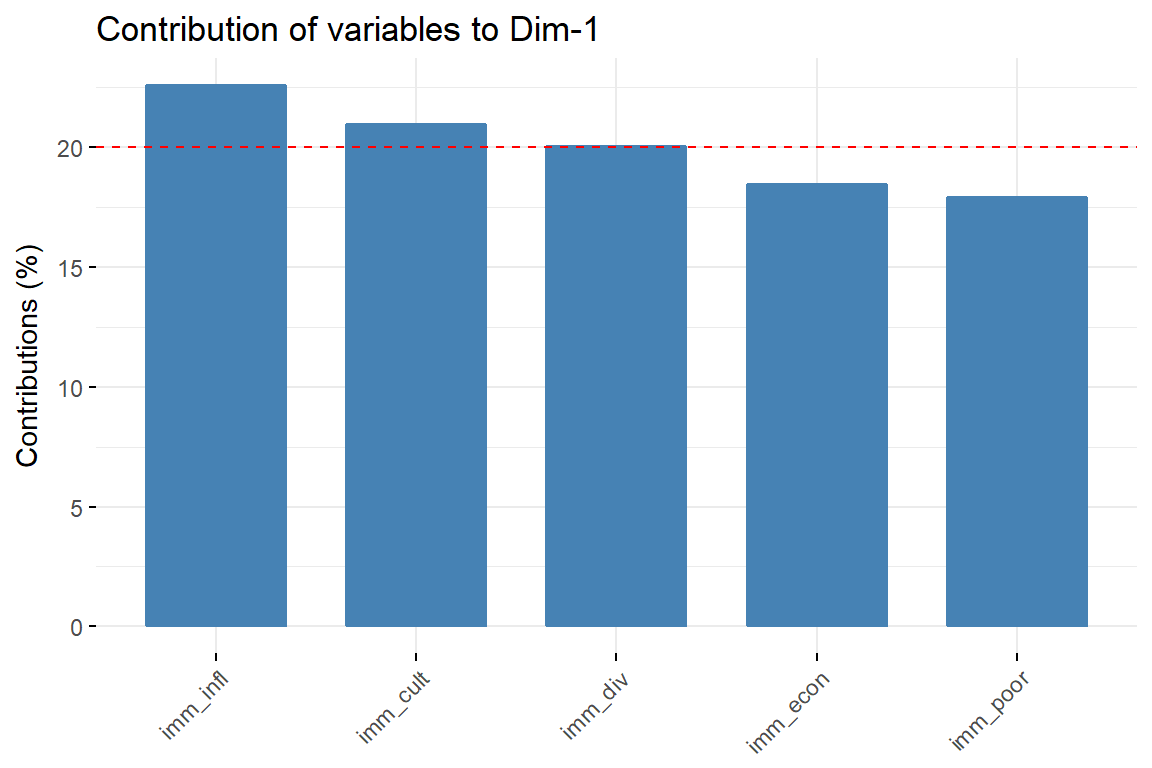 Contribution of variables to Dim-1
Contributions (%)
20
15
10
5
0
imm_infl
imm_cult
imm_div
imm_econ
imm_poor